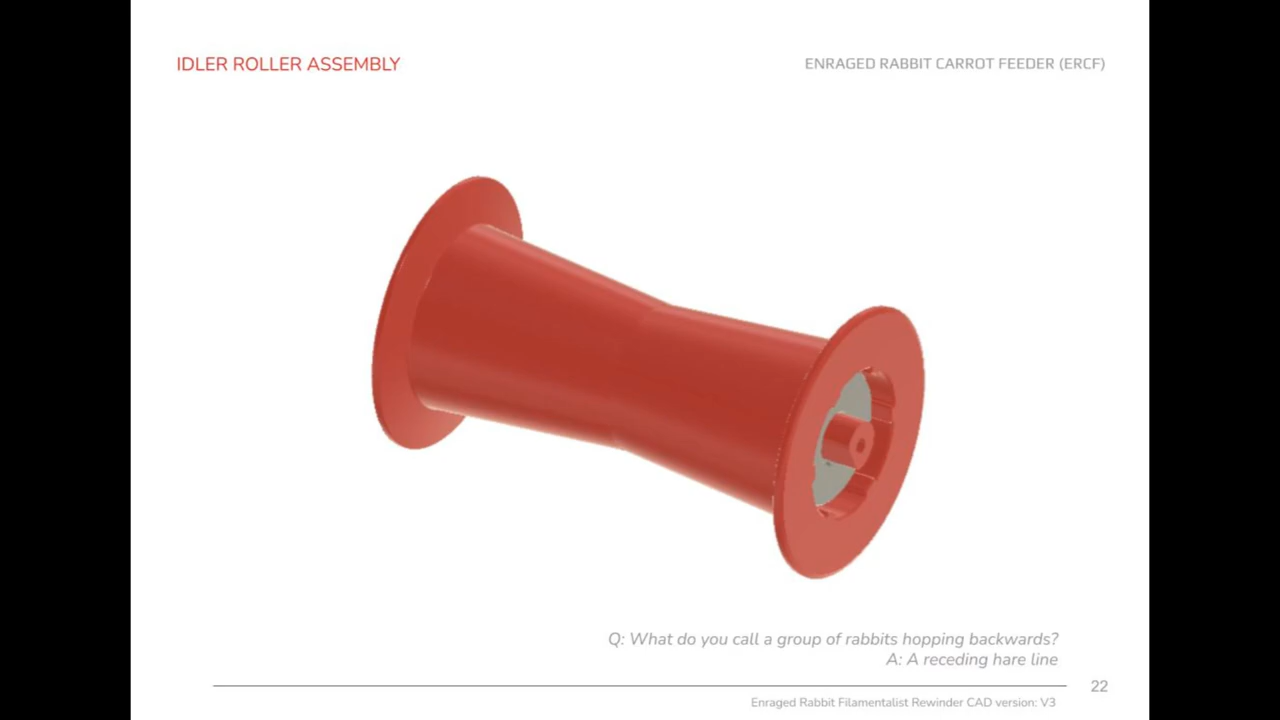 IDLER ROLLER ASSEMBLY
ENRAGED RABBIT CARROT FEEDER (ERCF)
Q: What do you call a group of rabbits hopping backwards?
A: A receding hare line
22
Enraged Rabbit Filamentalist Rewinder CAD version: V3